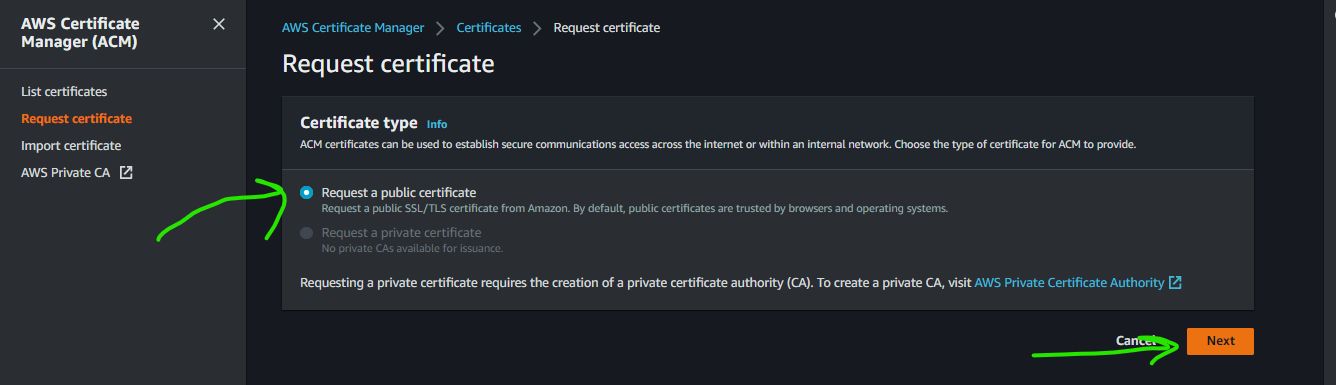 AWS Certificate
Manager (ACM)
List certificates
Request certificate
Import certificate
AWS Private CA
AWS Certificate Manager > Certificates > Request certificate
Request certificate
Certificate type Info
ACM certificates can be used to establish secure communications access across the internet or within an internal network. Choose the type of certificate for ACM to provide.
Request a public certificate
Request a public SSL/TLS certificate from Amazon. By default, public certificates are trusted by browsers and operating systems.
Request a private certificate
No private CAs available for issuance.
Requesting a private certificate requires the creation of a private certificate authority (CA). To create a private CA, visit AWS Private Certificate Authority
Cancel Next